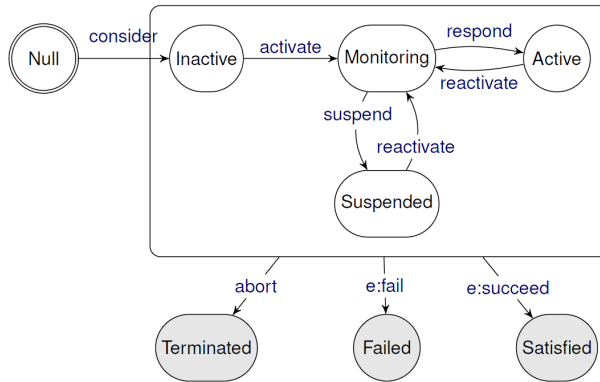 consider
respond
activate
Null
Inactive
Monitoring
Active
reactivate
suspend
reactivate
Suspended
abort
e:fail
e:succeed
Terminated
Failed
Satisfied